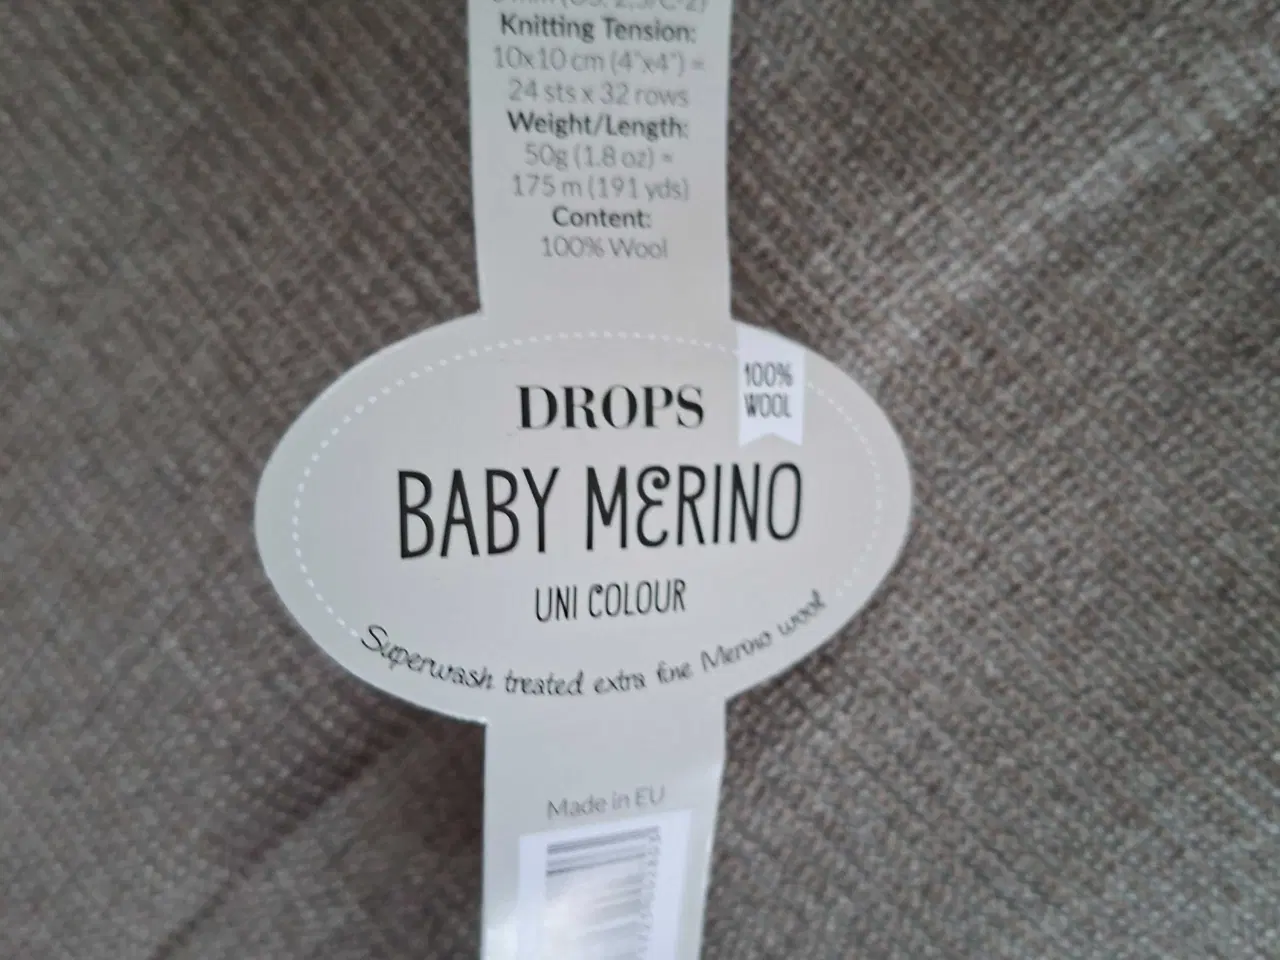 Knitting Tension:
10x10 cm (4"x4") =
24 sts x 32 rows
Weight/Length:
50g (1.8 oz) =
175 m (191 yds)
Content:
100% Wool
100%
WOOL
DROPS
BABY MERINO
UNI COLOUR
Superwash treated extra fine Merino wool
Made in EU